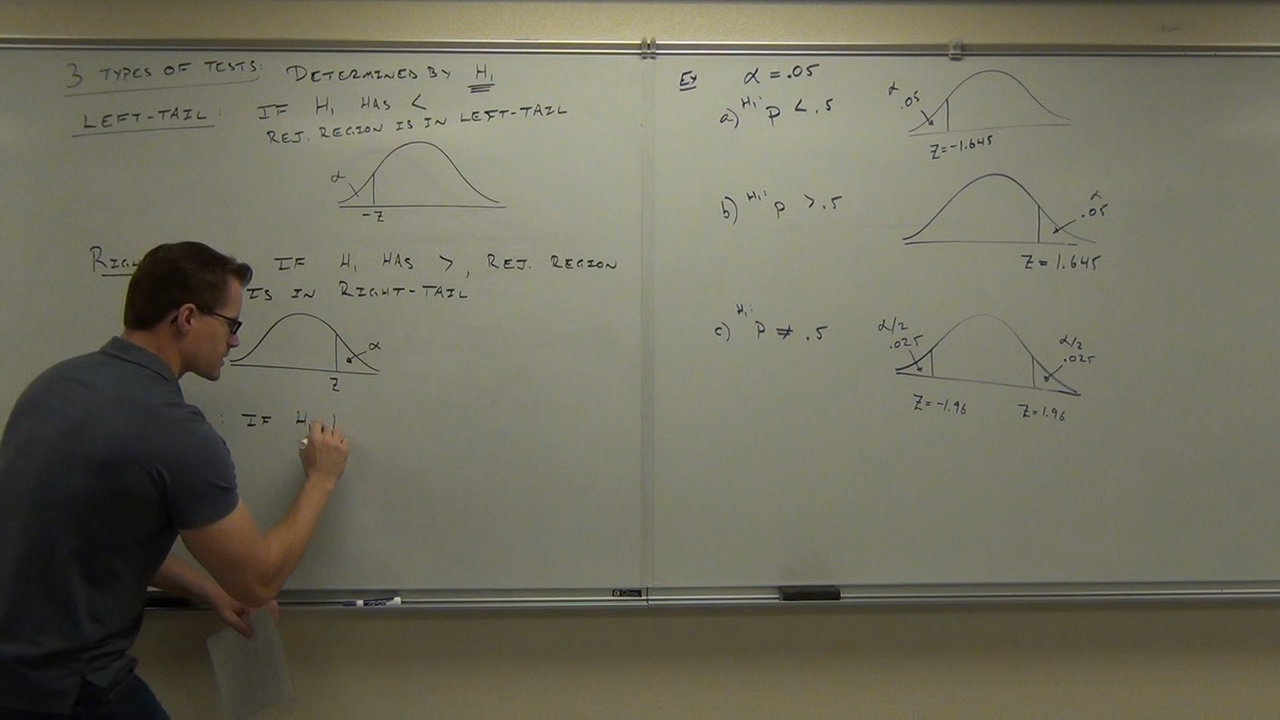 3 TYPES OF TESTS: DETERMINED BY H₁
LEFT-TAIL: IF H₁ HAS <
REJ. REGION IS IN LEFT-TAIL
α
-Z
IF H₁ HAS >, REJ. REGION
IS IN RIGHT-TAIL
α
Z
: IF H₁
Ex α = .05
a) H₁: P < .5
α .05
Z = -1.645
b) H₁: P > .5
α .05
Z = 1.645
c) H₁: P ≠ .5
α/2 .025
α/2 .025
Z = -1.96
Z = 1.96